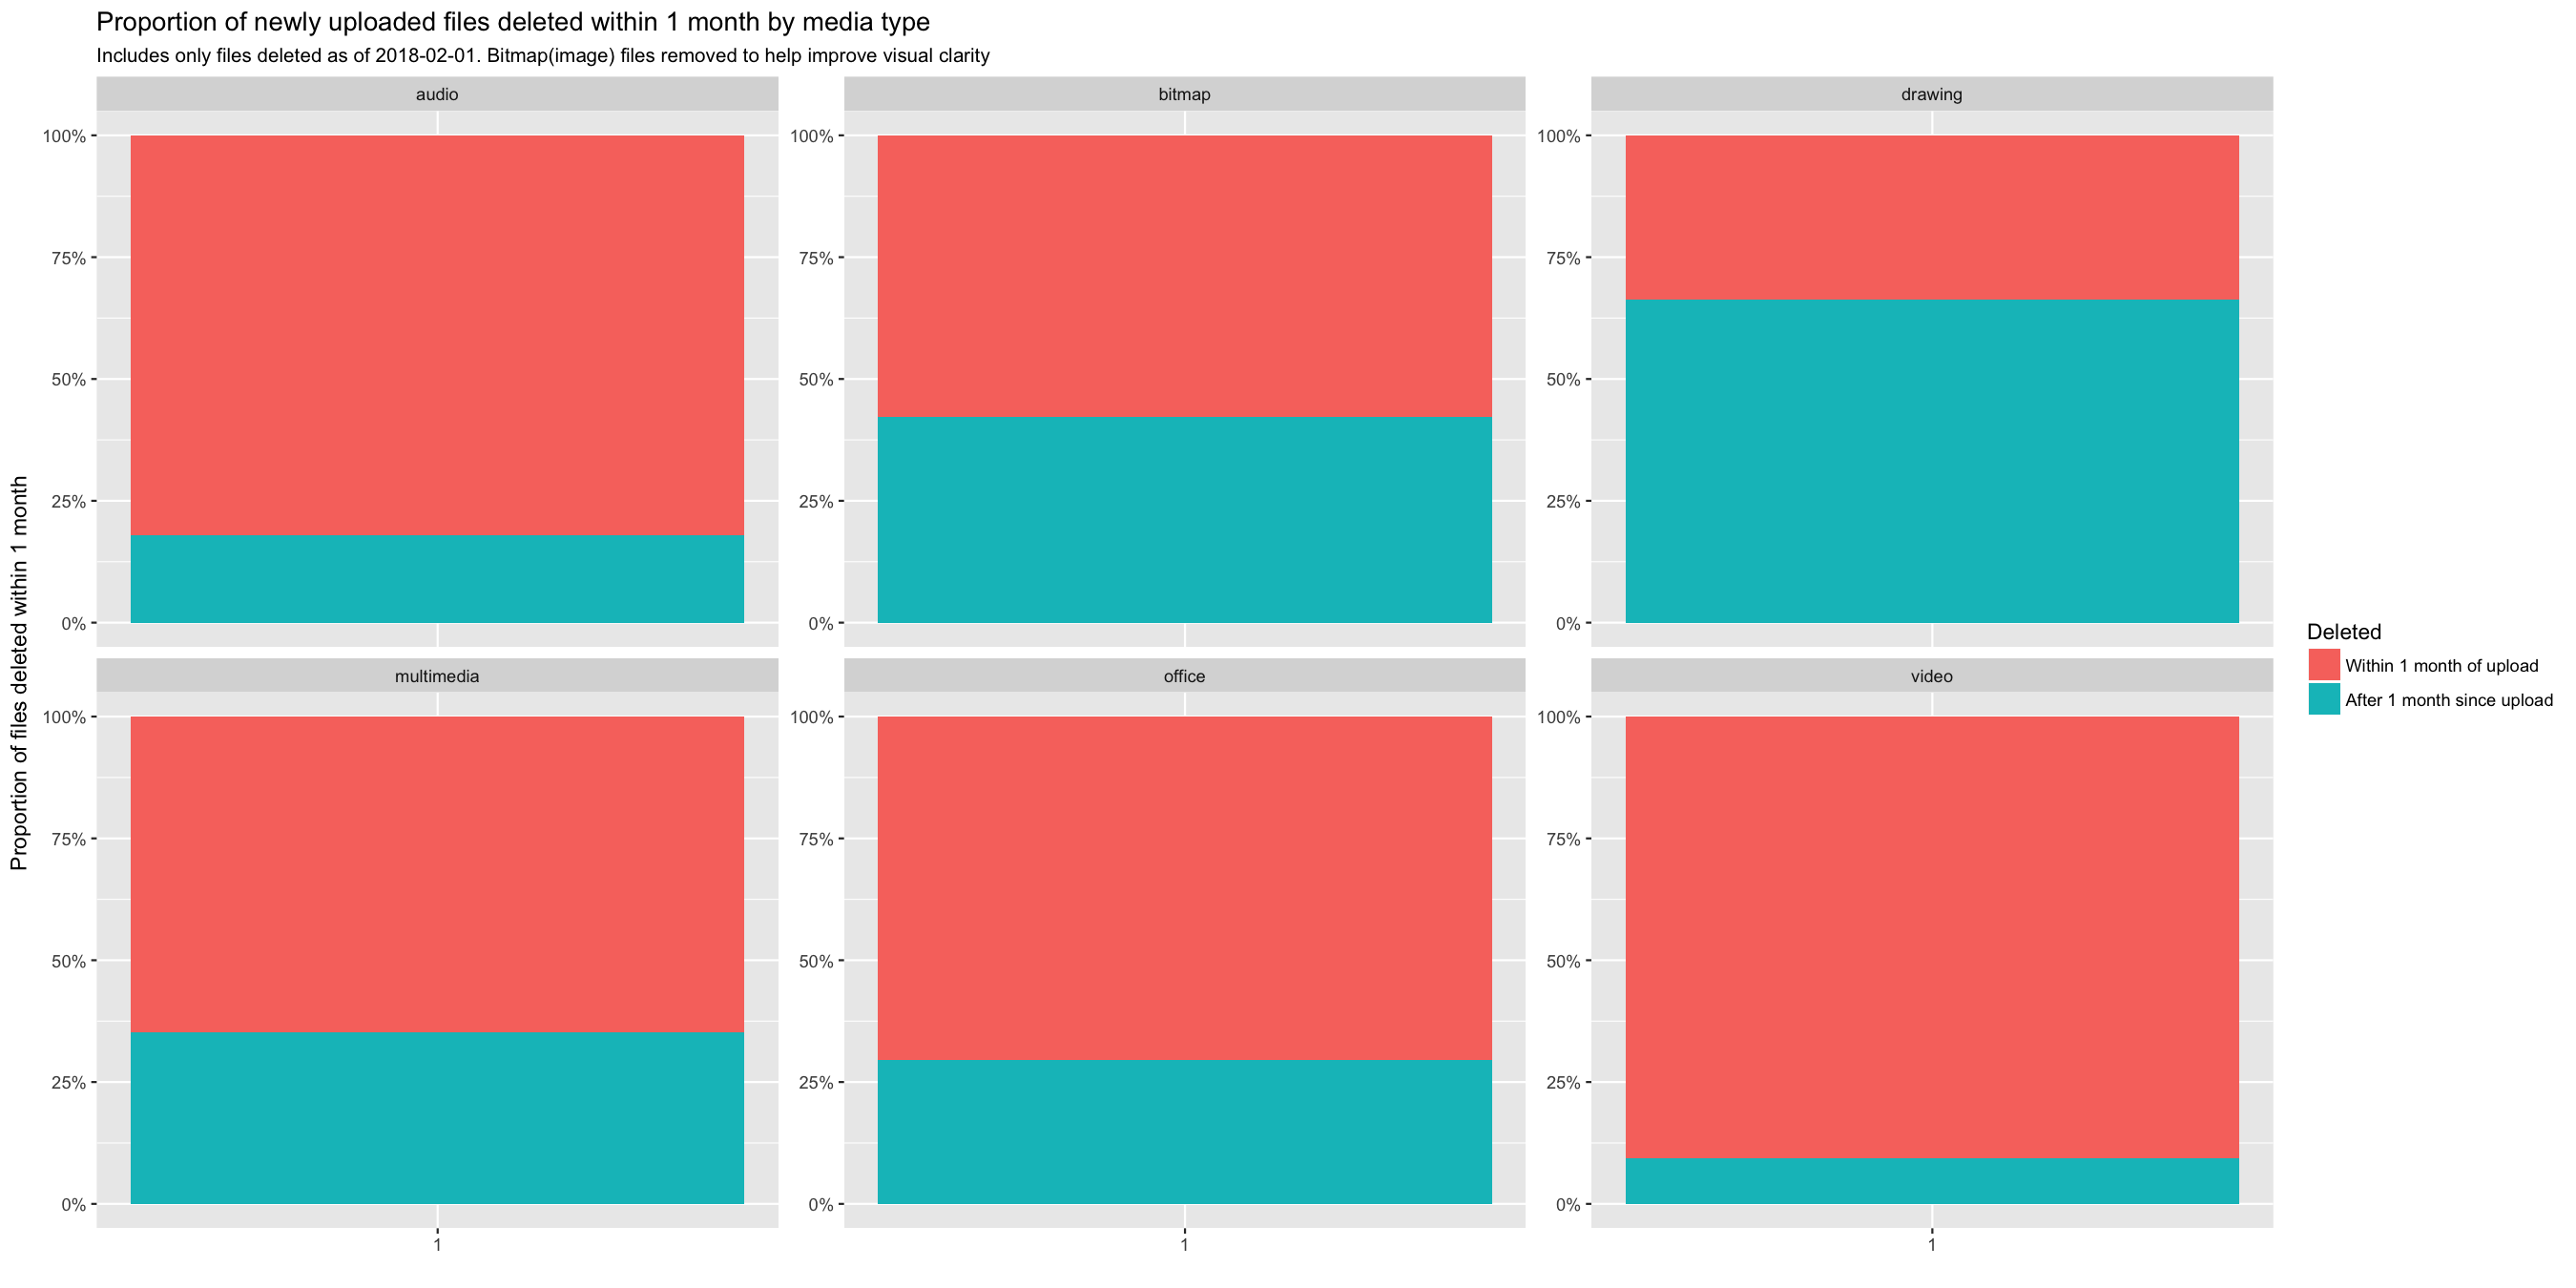 Proportion of newly uploaded files deleted within 1 month by media type
Includes only files deleted as of 2018-02-01. Bitmap(image) files removed to help improve visual clarity
Proportion of files deleted within 1 month
audio
100%
75%
50%
25%
0%
bitmap
100%
75%
50%
25%
0%
drawing
100%
75%
50%
25%
0%
multimedia
100%
75%
50%
25%
0%
1
office
100%
75%
50%
25%
0%
1
video
100%
75%
50%
25%
0%
1
Deleted
Within 1 month of upload
After 1 month since upload